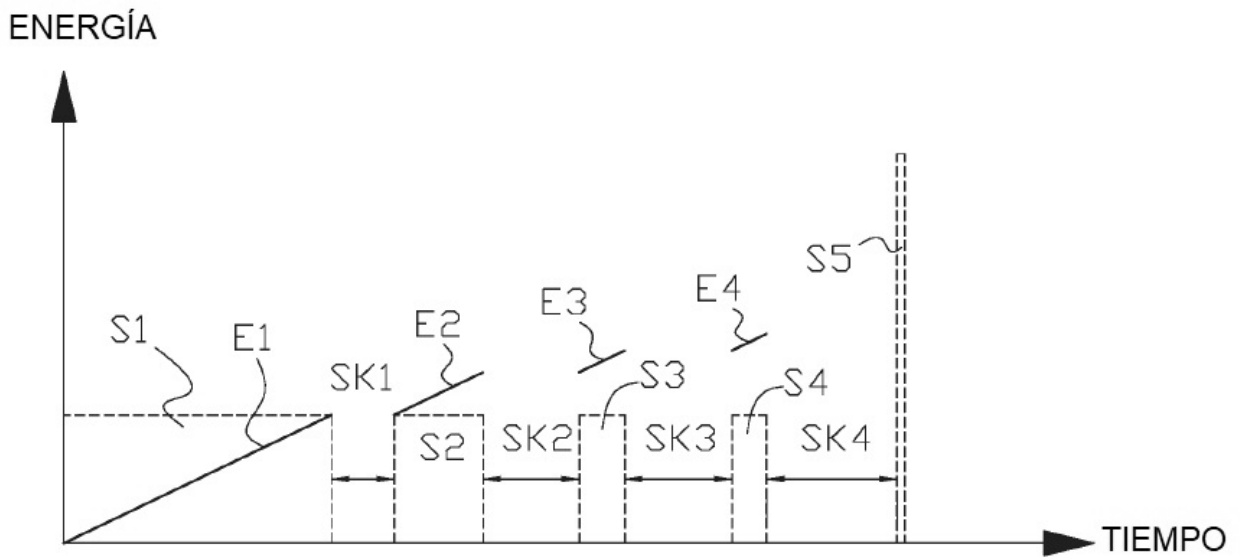 ENERGÍA
S1
E1
SK1
E2
S2
SK2
E3
S3
SK3
E4
S4
SK4
S5
TIEMPO